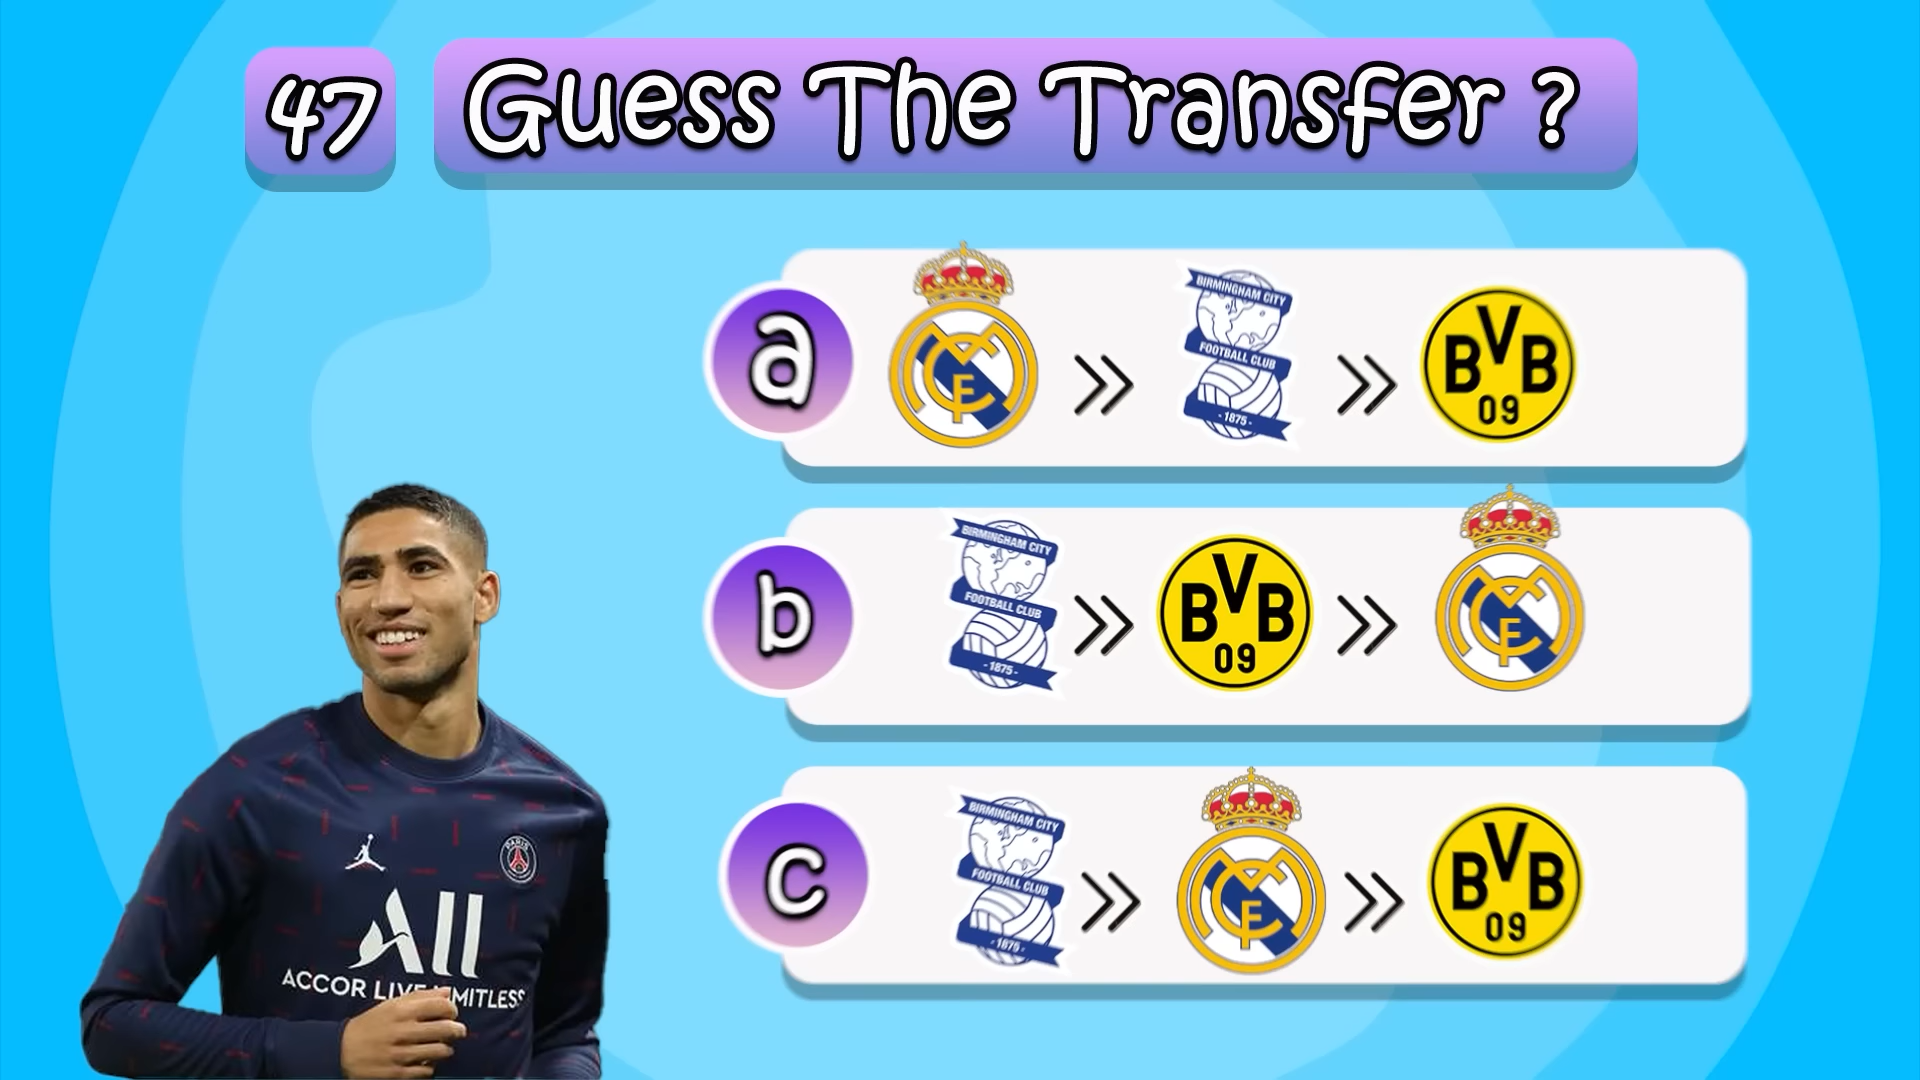 47
Guess The Transfer ?
a
BIRMINGHAM CITY
FOOTBALL CLUB
- 1875 -
BVB
09
b
BIRMINGHAM CITY
FOOTBALL CLUB
- 1875 -
BVB
09
c
BIRMINGHAM CITY
FOOTBALL CLUB
- 1875 -
BVB
09
PARIS
All
ACCOR LIVE